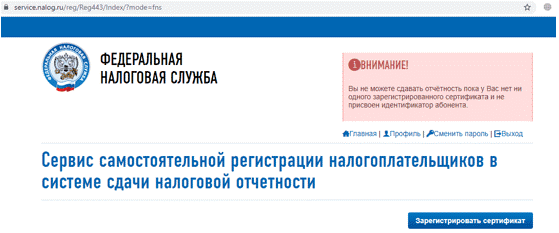 service.nalog.ru/reg/Reg443/Index/?mode=fns
ФЕДЕРАЛЬНАЯ
НАЛОГОВАЯ СЛУЖБА
ВНИМАНИЕ!
Вы не можете сдавать отчётность пока у Вас нет ни
одного зарегистрированного сертификата и не
присвоен идентификатор абонента.
Главная | Профиль | Сменить пароль | Выход
Сервис самостоятельной регистрации налогоплательщиков в
системе сдачи налоговой отчетности
Зарегистрировать сертификат